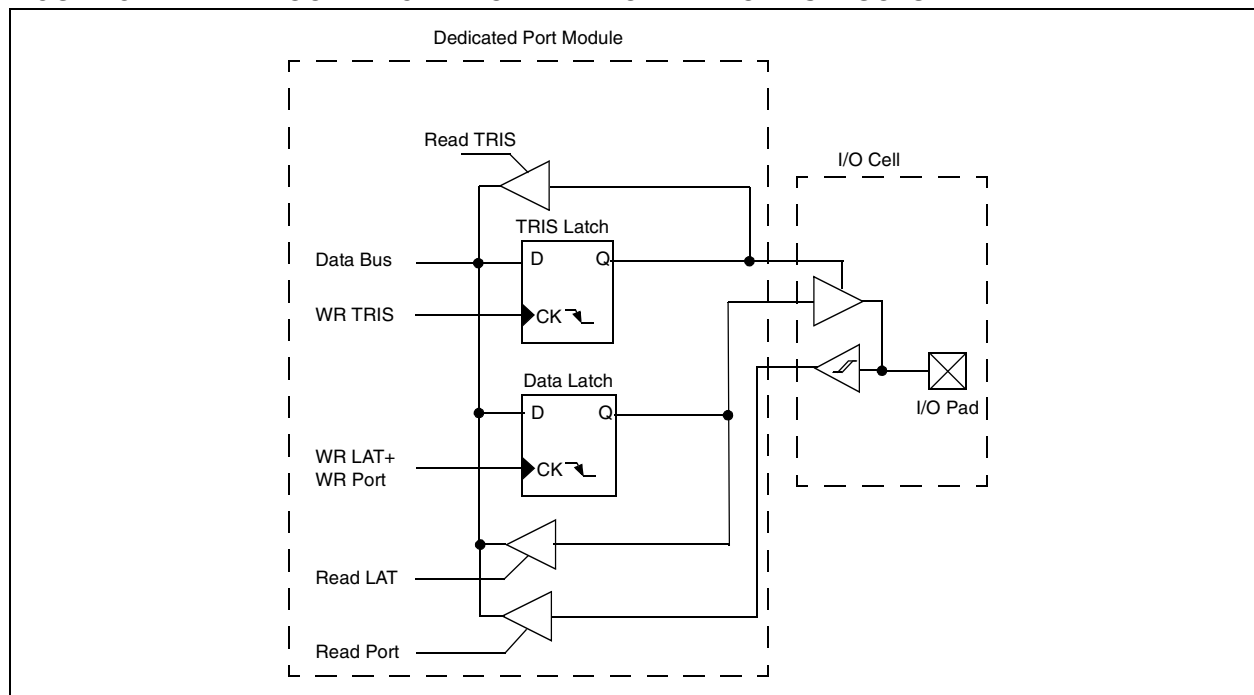 Dedicated Port Module
Read TRIS
I/O Cell
TRIS Latch
Data Bus
D
Q
WR TRIS
CK
Data Latch
I/O Pad
D
Q
WR LAT+
WR Port
CK
Read LAT
Read Port